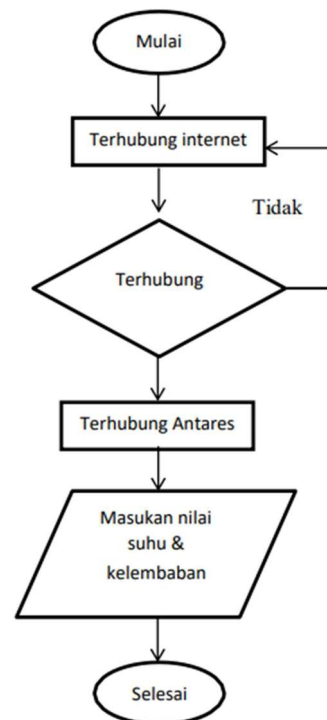 Mulai
Terhubung internet
Tidak
Terhubung
Terhubung Antares
Masukan nilai
suhu &
kelembaban
Selesai